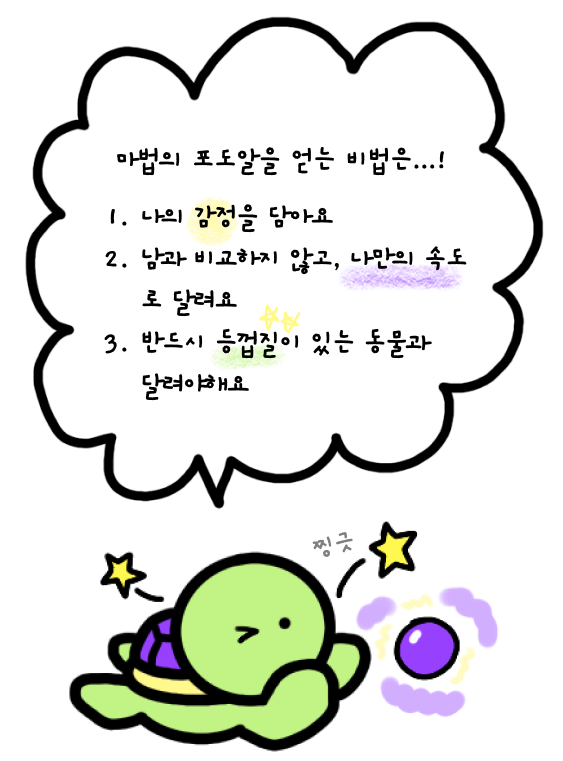 마법의 포도알을 얻는 비법은...!
1. 나의 감정을 담아요
2. 남과 비교하지 않고, 나만의 속도
로 달려요
3. 반드시 등껍질이 있는 동물과
달려야해요
찡긋